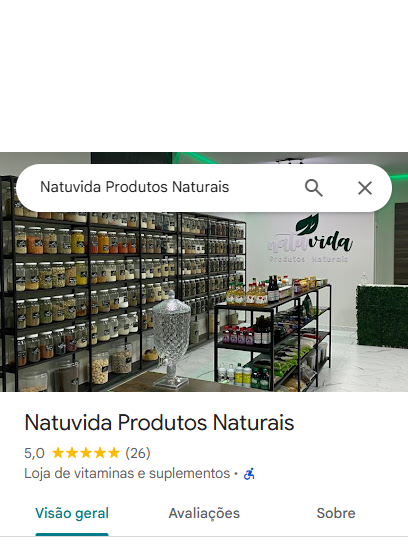 Natuvida Produtos Naturais
natuvida
Produtos Naturais
Natuvida Produtos Naturais
5,0 (26)
Loja de vitaminas e suplementos ·
Visão geral Avaliações Sobre